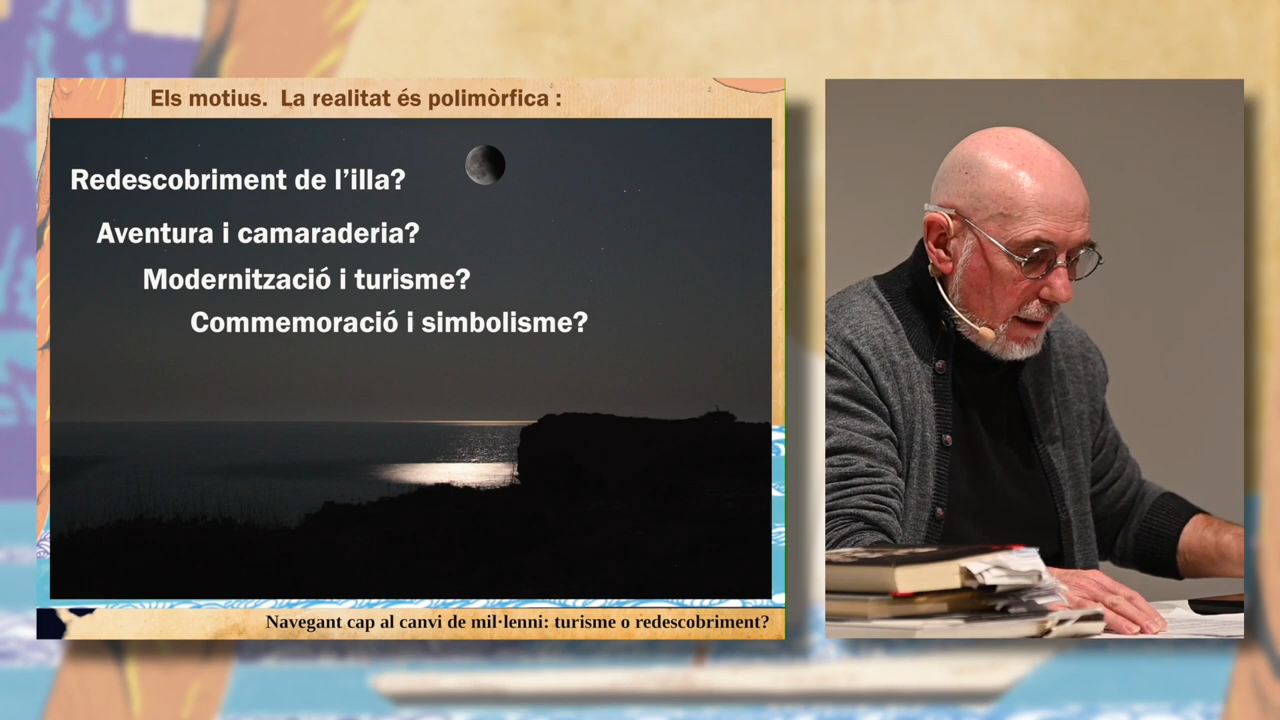 Els motius. La realitat és polimòrfica :
Redescobriment de l’illa?
Aventura i camaraderia?
Modernització i turisme?
Commemoració i simbolisme?
Navegant cap al canvi de mil·lenni: turisme o redescobriment?